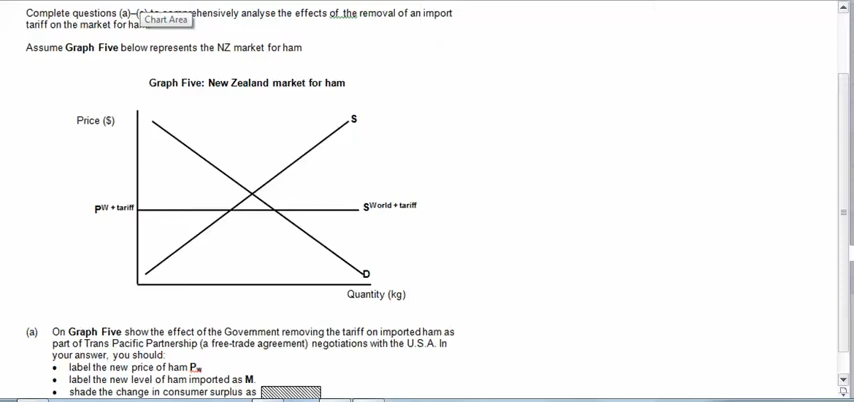 Complete questions (a)–( to comprehensively analyse the effects of the removal of an import
Chart Area
tariff on the market for ha
Assume Graph Five below represents the NZ market for ham
Graph Five: New Zealand market for ham
Price ($)
S
PW + tariff
SWorld + tariff
D
Quantity (kg)
(a) On Graph Five show the effect of the Government removing the tariff on imported ham as
part of Trans Pacific Partnership (a free-trade agreement) negotiations with the U.S.A. In
your answer, you should:
• label the new price of ham Pw
• label the new level of ham imported as M.
• shade the change in consumer surplus as